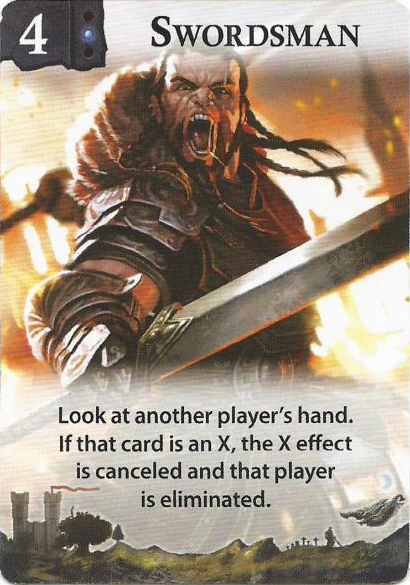 4
SWORDSMAN
Look at another player's hand.
If that card is an X, the X effect
is canceled and that player
is eliminated.